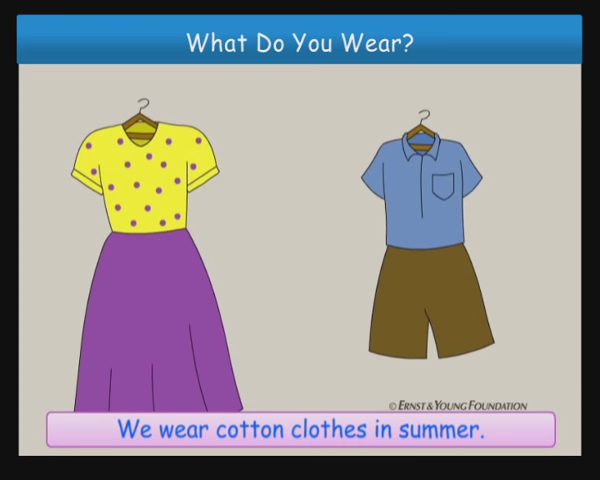 What Do You Wear?
© ERNST & YOUNG FOUNDATION
We wear cotton clothes in summer.